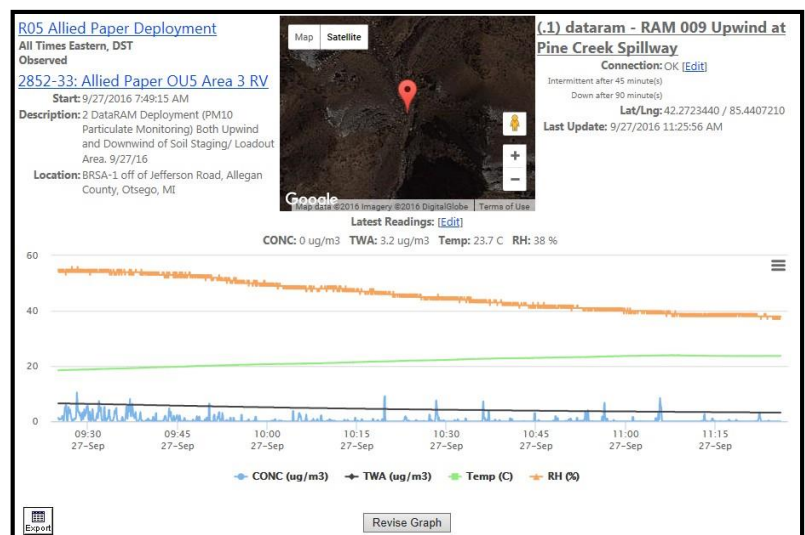 R05 Allied Paper Deployment
All Times Eastern, DST
Observed
2852-33: Allied Paper OU5 Area 3 RV
Start: 9/27/2016 7:49:15 AM
Description: 2 DataRAM Deployment (PM10
Particulate Monitoring) Both Upwind
and Downwind of Soil Staging/ Loadout
Area. 9/27/16
Location: BRSA-1 off of Jefferson Road, Allegan
County, Otsego, MI
Map Satellite
+
−
Google
Map data ©2016 Imagery ©2016 DigitalGlobe Terms of Use
(.1) dataram - RAM 009 Upwind at
Pine Creek Spillway
Connection: OK [Edit]
Intermittent after 45 minute(s)
Down after 90 minute(s)
Lat/Lng: 42.2723440 / 85.4407210
Last Update: 9/27/2016 11:25:56 AM
Latest Readings: [Edit]
CONC: 0 ug/m3 TWA: 3.2 ug/m3 Temp: 23.7 C RH: 38 %
60
40
20
0
09:30 09:45 10:00 10:15 10:30 10:45 11:00 11:15
27-Sep 27-Sep 27-Sep 27-Sep 27-Sep 27-Sep 27-Sep 27-Sep
CONC (ug/m3) TWA (ug/m3) Temp (C) RH (%)
Export
Revise Graph